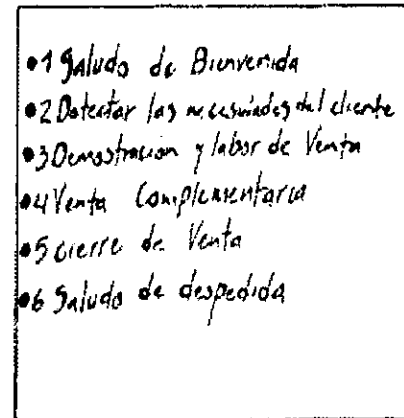 •1 Saludo de Bienvenida
•2 Detectar las necesidades del cliente
•3 Demostración y labor de Venta
•4 Venta Complementaria
•5 cierre de Venta
•6 Saludo de despedida